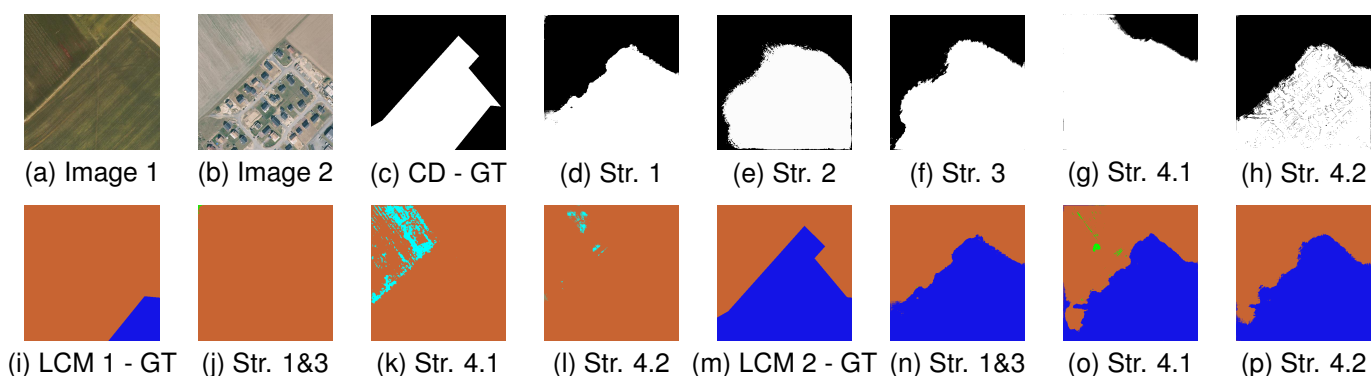 (a) Image 1 (b) Image 2 (c) CD - GT (d) Str. 1 (e) Str. 2 (f) Str. 3 (g) Str. 4.1 (h) Str. 4.2
(i) LCM 1 - GT (j) Str. 1&3 (k) Str. 4.1 (l) Str. 4.2 (m) LCM 2 - GT (n) Str. 1&3 (o) Str. 4.1 (p) Str. 4.2